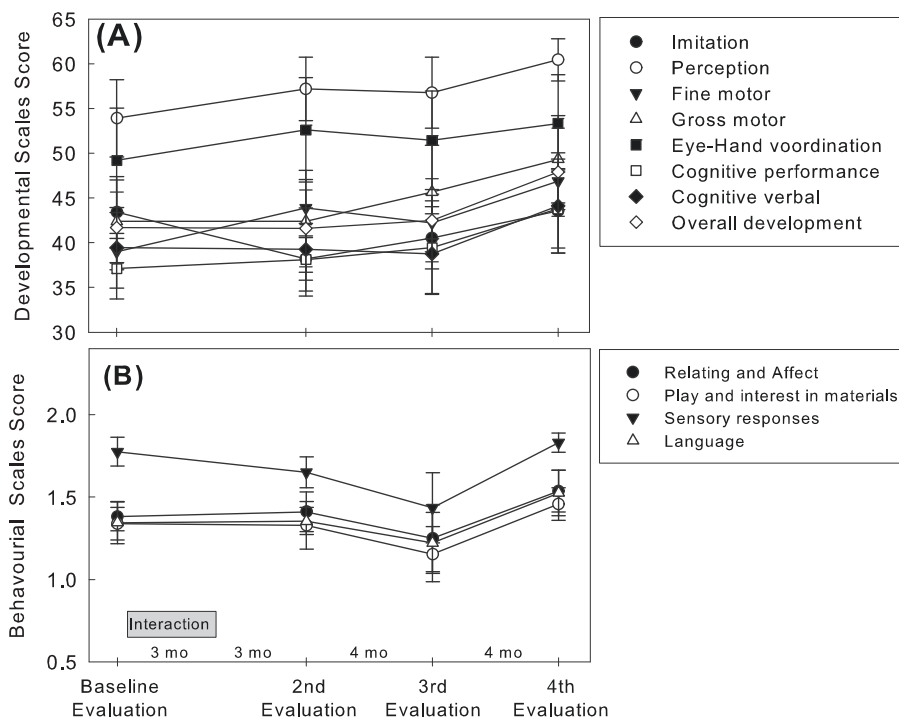 (A)
Developmental Scales Score
65
60
55
50
45
40
35
30
Imitation
Perception
Fine motor
Gross motor
Eye-Hand voordination
Cognitive performance
Cognitive verbal
Overall development
(B)
Behavourial Scales Score
2.0
1.5
1.0
0.5
Relating and Affect
Play and interest in materials
Sensory responses
Language
Interaction
3 mo 3 mo 4 mo 4 mo
Baseline 2nd 3rd 4th
Evaluation Evaluation Evaluation Evaluation